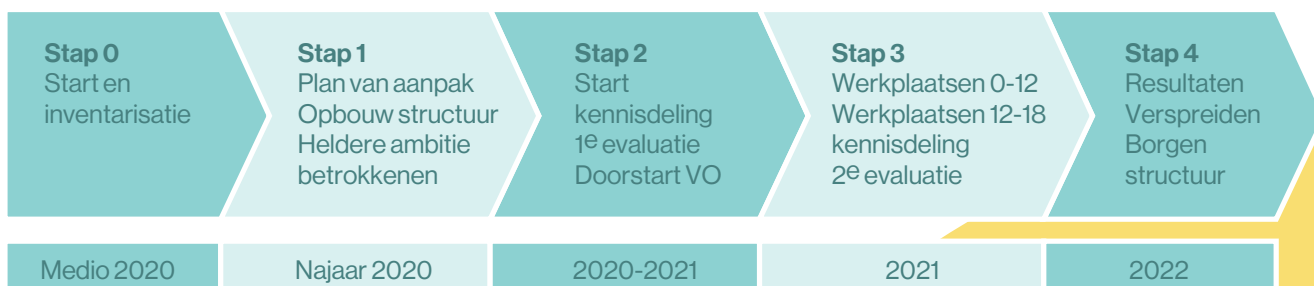 Stap 0
Start en
inventarisatie
Stap 1
Plan van aanpak
Opbouw structuur
Heldere ambitie
betrokkenen
Stap 2
Start
kennisdeling
1e evaluatie
Doorstart VO
Stap 3
Werkplaatsen 0-12
Werkplaatsen 12-18
kennisdeling
2e evaluatie
Stap 4
Resultaten
Verspreiden
Borgen
structuur
Medio 2020
Najaar 2020
2020-2021
2021
2022